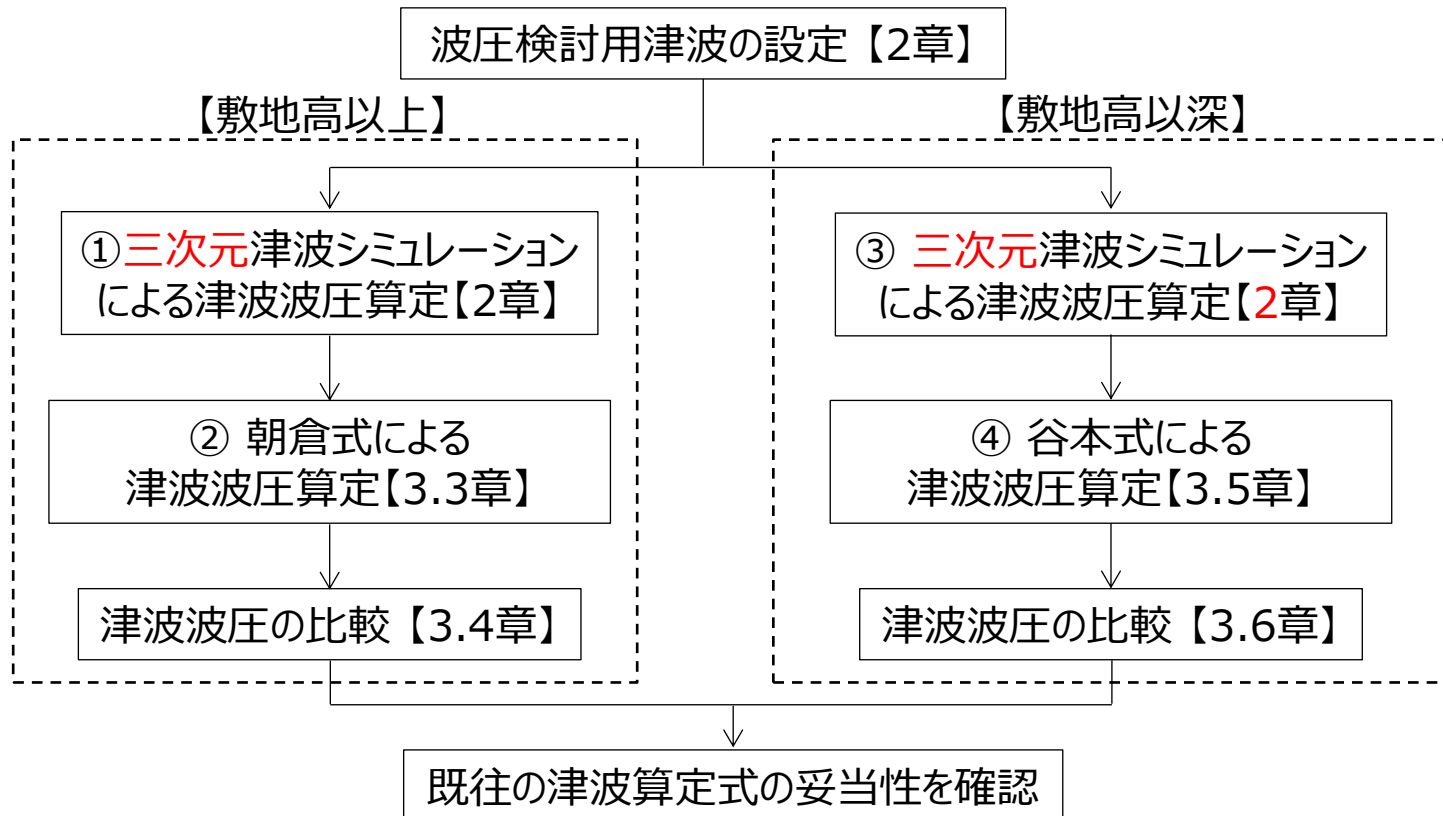 波圧検討用津波の設定【2章】
【敷地高以上】
①三次元津波シミュレーション
による津波波圧算定【2章】
② 朝倉式による
津波波圧算定【3.3章】
津波波圧の比較【3.4章】
【敷地高以深】
③ 三次元津波シミュレーション
による津波波圧算定【2章】
④ 谷本式による
津波波圧算定【3.5章】
津波波圧の比較【3.6章】
既往の津波算定式の妥当性を確認